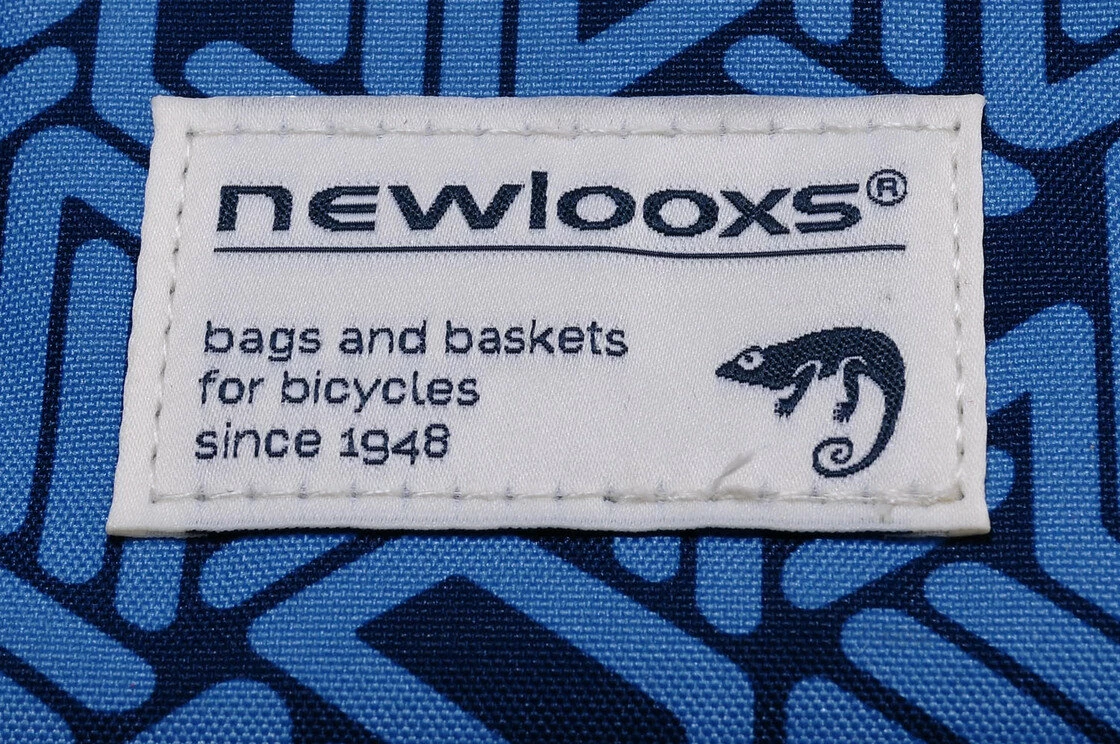 newlooxs®
bags and baskets
for bicycles
since 1948